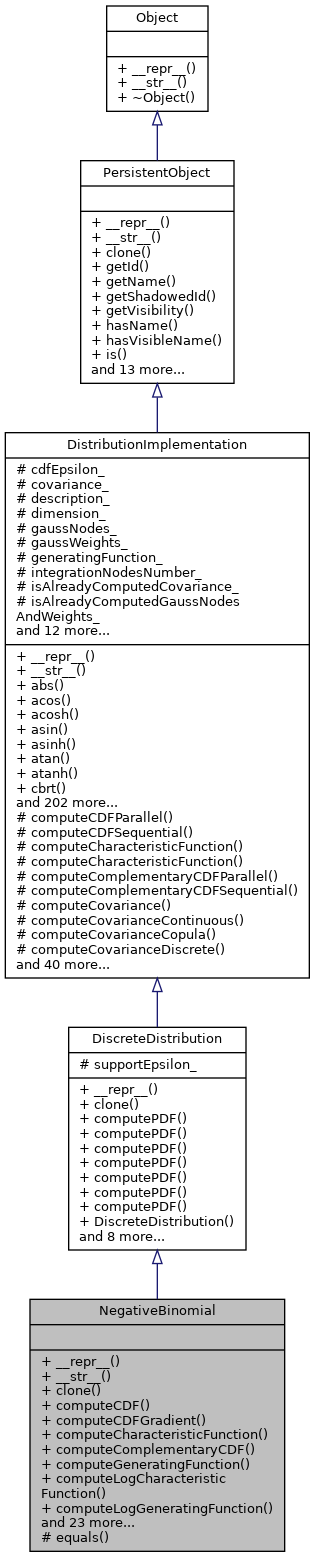 Object
+ __repr__()
+ __str__()
+ ~Object()
PersistentObject
+ __repr__()
+ __str__()
+ clone()
+ getId()
+ getName()
+ getShadowedId()
+ getVisibility()
+ hasName()
+ hasVisibleName()
+ is()
and 13 more...
DistributionImplementation
# cdfEpsilon_
# covariance_
# description_
# dimension_
# gaussNodes_
# gaussWeights_
# generatingFunction_
# integrationNodesNumber_
# isAlreadyComputedCovariance_
# isAlreadyComputedGaussNodes
AndWeights_
and 12 more...
+ __repr__()
+ __str__()
+ abs()
+ acos()
+ acosh()
+ asin()
+ asinh()
+ atan()
+ atanh()
+ cbrt()
and 202 more...
# computeCDFParallel()
# computeCDFSequential()
# computeCharacteristicFunction()
# computeCharacteristicFunction()
# computeComplementaryCDFParallel()
# computeComplementaryCDFSequential()
# computeCovariance()
# computeCovarianceContinuous()
# computeCovarianceCopula()
# computeCovarianceDiscrete()
and 40 more...
DiscreteDistribution
# supportEpsilon_
+ __repr__()
+ clone()
+ computePDF()
+ computePDF()
+ computePDF()
+ computePDF()
+ computePDF()
+ computePDF()
+ computePDF()
+ DiscreteDistribution()
and 8 more...
NegativeBinomial
+ __repr__()
+ __str__()
+ clone()
+ computeCDF()
+ computeCDFGradient()
+ computeCharacteristicFunction()
+ computeComplementaryCDF()
+ computeGeneratingFunction()
+ computeLogCharacteristic
Function()
+ computeLogGeneratingFunction()
and 23 more...
# equals()